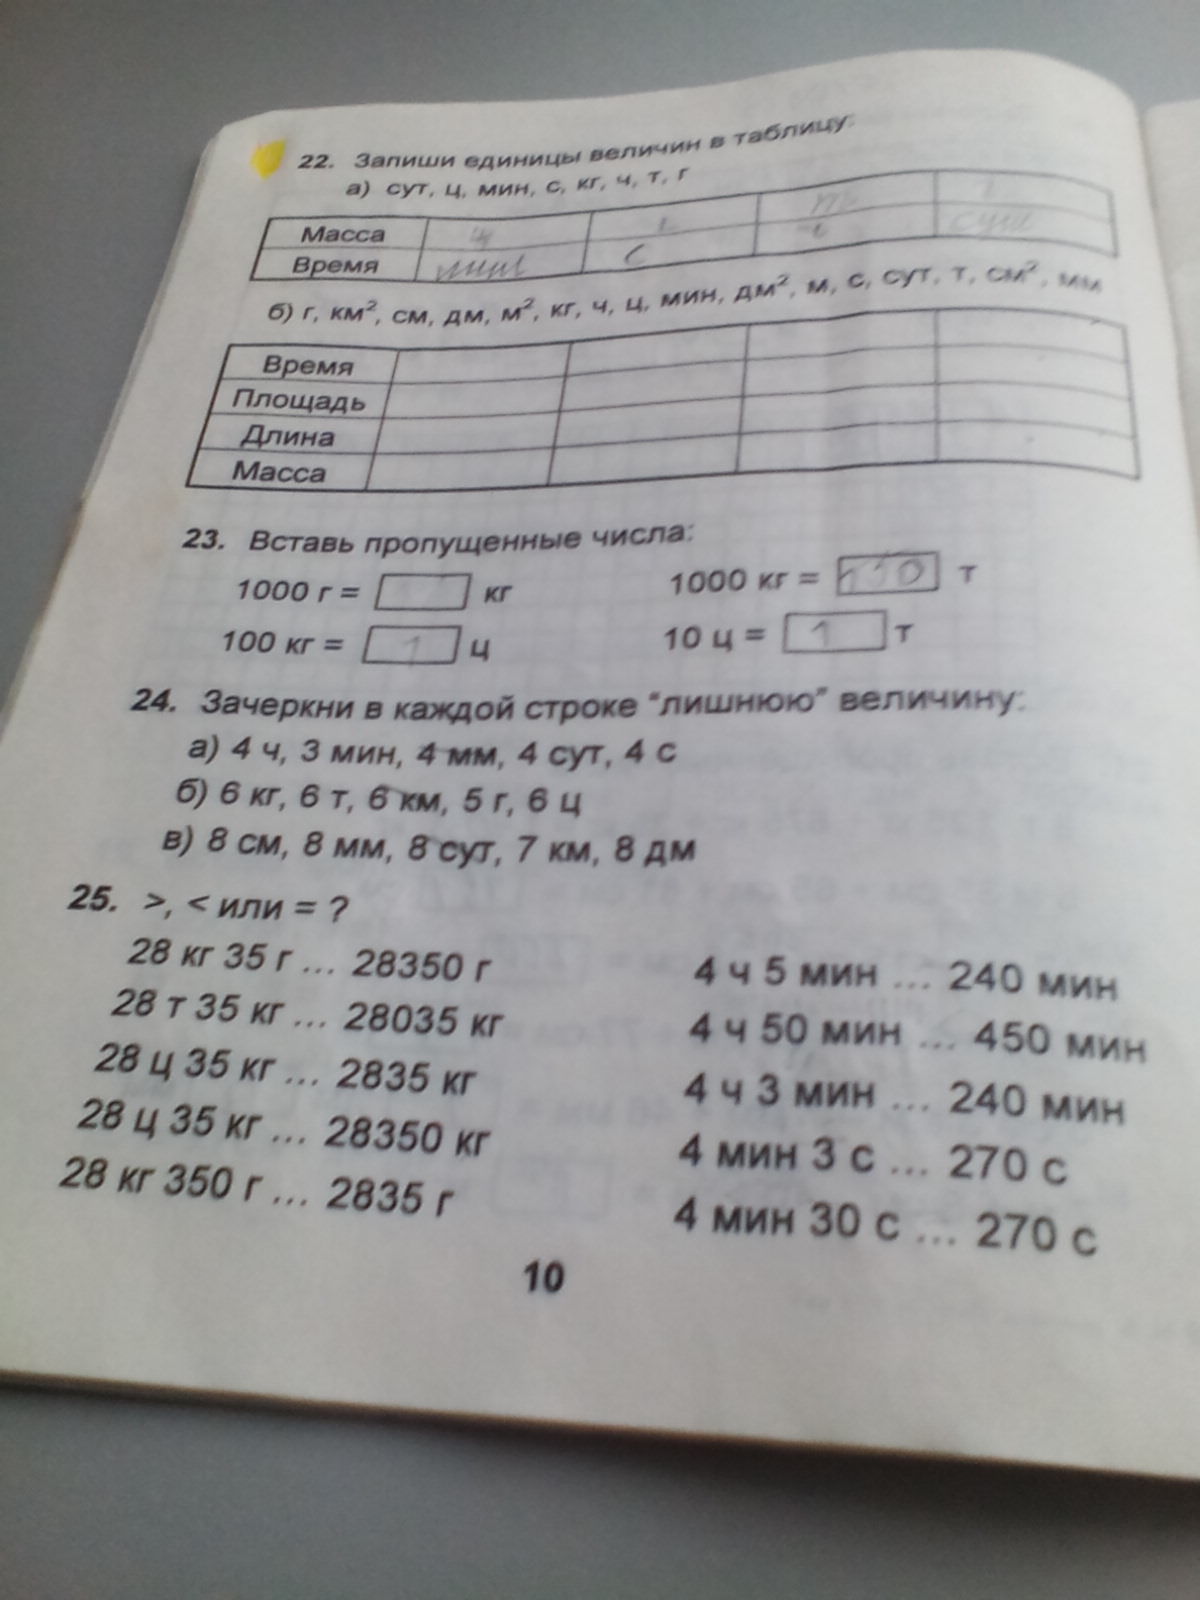 22. Запиши единицы величин в таблицу:
а) сут, ц, мин, с, кг, ч, т, г
Масса ц
Время мин с сут
б) г, км², см, дм, м², кг, ч, ц, мин, дм², м, с, сут, т, см², мм
Время
Площадь
Длина
Масса
23. Вставь пропущенные числа:
1000 г = кг 1000 кг = т
100 кг = 1 ц 10 ц = 1 т
24. Зачеркни в каждой строке "лишнюю" величину:
а) 4 ч, 3 мин, 4 мм, 4 сут, 4 с
б) 6 кг, 6 т, 6 км, 5 г, 6 ц
в) 8 см, 8 мм, 8 сут, 7 км, 8 дм
25. >, < или = ?
28 кг 35 г ... 28350 г 4 ч 5 мин ... 240 мин
28 т 35 кг ... 28035 кг 4 ч 50 мин ... 450 мин
28 ц 35 кг ... 2835 кг 4 ч 3 мин ... 240 мин
28 ц 35 кг ... 28350 кг 4 мин 3 с ... 270 с
28 кг 350 г ... 2835 г 4 мин 30 с ... 270 с
10